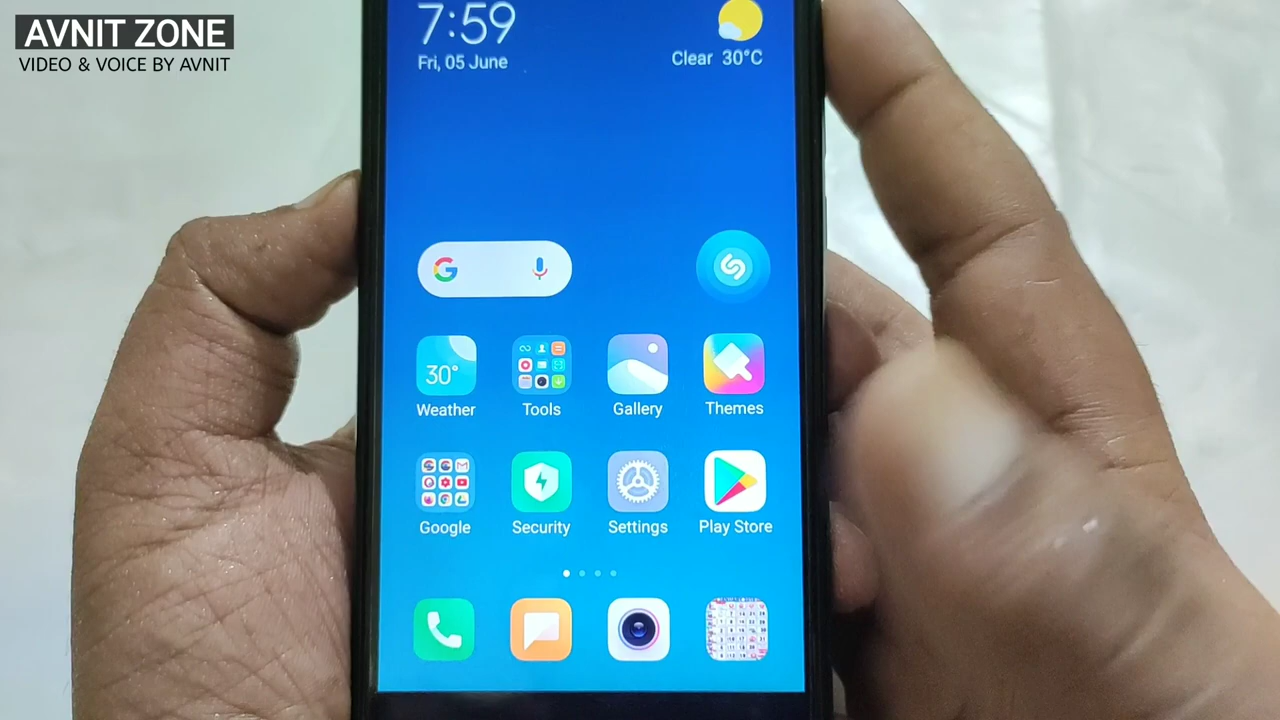 AVNIT ZONE
VIDEO & VOICE BY AVNIT
7:59
Fri, 05 June
Clear 30°C
30°
Weather
Tools
Gallery
Themes
Google
Security
Settings
Play Store